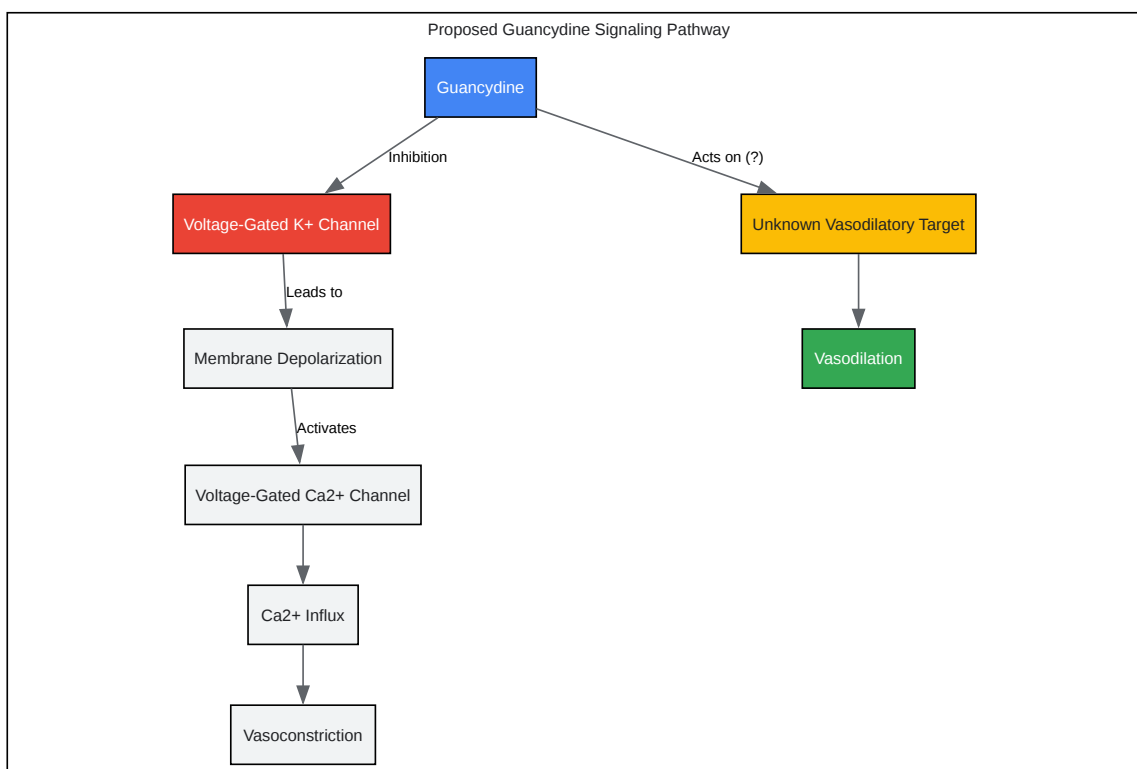 Proposed Guancydine Signaling Pathway
Guancydine
Inhibition
Acts on (?)
Voltage-Gated K+ Channel
Unknown Vasodilatory Target
Leads to
Membrane Depolarization
Vasodilation
Activates
Voltage-Gated Ca2+ Channel
Ca2+ Influx
Vasoconstriction